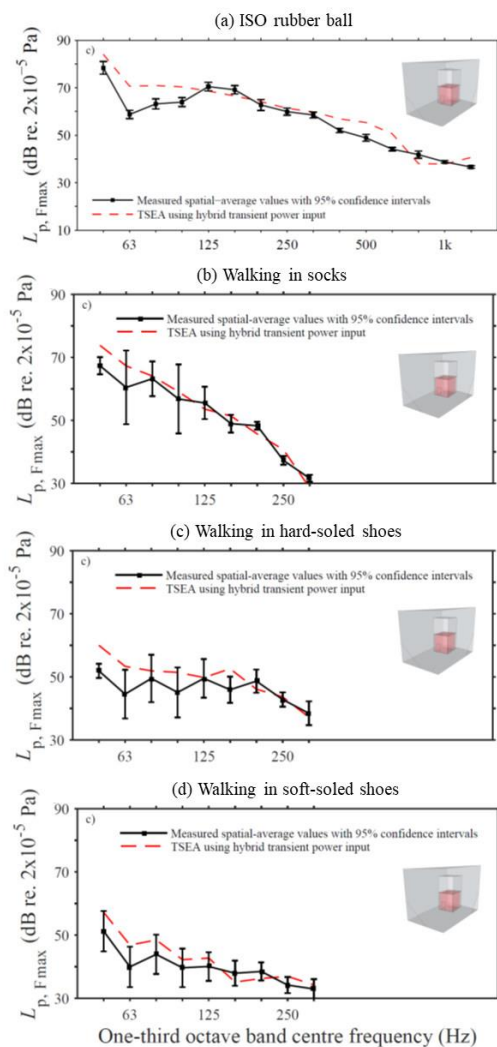 (a) ISO rubber ball
c)
90
70
50
30
10
L p, Fmax (dB re. 2x10⁻⁵ Pa)
Measured spatial−average values with 95% confidence intervals
TSEA using hybrid transient power input
63 125 250 500 1k
(b) Walking in socks
c)
90
70
50
30
L p, Fmax (dB re. 2x10⁻⁵ Pa)
Measured spatial-average values with 95% confidence intervals
TSEA using hybrid transient power input
63 125 250
(c) Walking in hard-soled shoes
c)
90
70
50
30
L p, Fmax (dB re. 2x10⁻⁵ Pa)
Measured spatial-average values with 95% confidence intervals
TSEA using hybrid transient power input
63 125 250
(d) Walking in soft-soled shoes
c)
90
70
50
30
L p, Fmax (dB re. 2x10⁻⁵ Pa)
Measured spatial-average values with 95% confidence intervals
TSEA using hybrid transient power input
63 125 250
One-third octave band centre frequency (Hz)